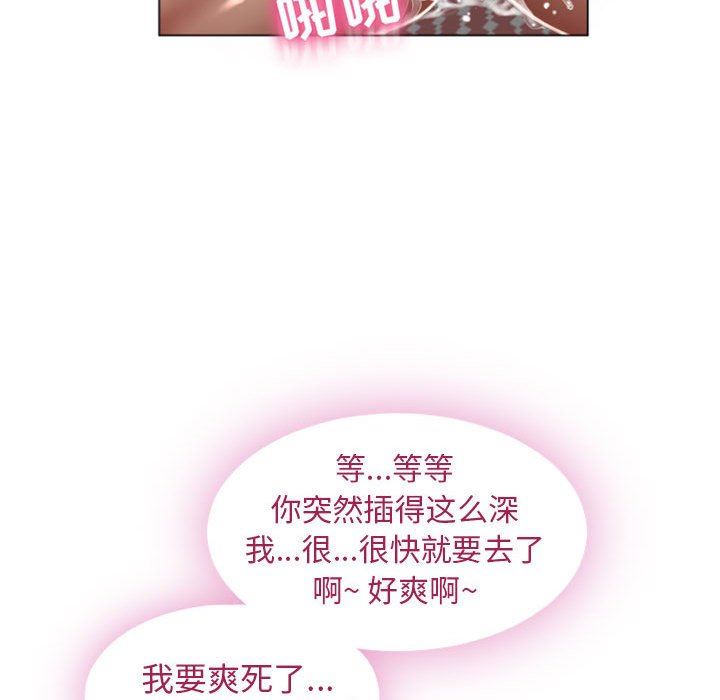 啪啪
等…等等
你突然插得这么深
我…很…很快就要去了
啊~ 好爽啊~
我要爽死了…